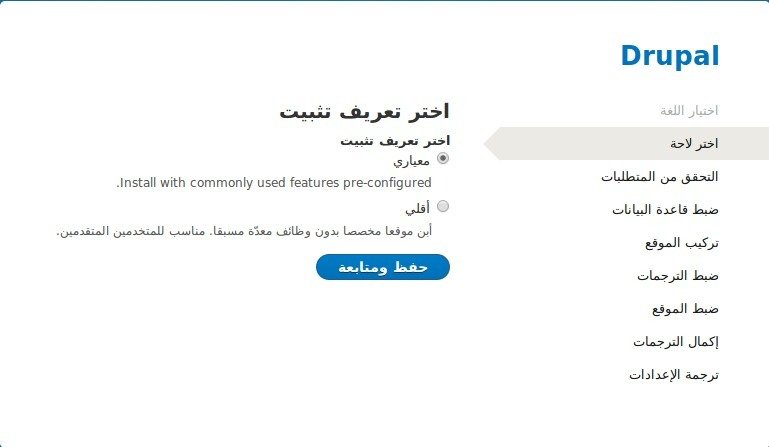 Drupal
اختيار اللغة
اختر لاحة
التحقق من المتطلبات
ضبط قاعدة البيانات
تركيب الموقع
ضبط الترجمات
ضبط الموقع
إكمال الترجمات
ترجمة الإعدادات
اختر تعريف تثبيت
اختر تعريف تثبيت
معياري
Install with commonly used features pre-configured.
أقلي
أبن موقعا مخصصا بدون وظائف معدّة مسبقا. مناسب للمتخدمين المتقدمين.
حفظ ومتابعة